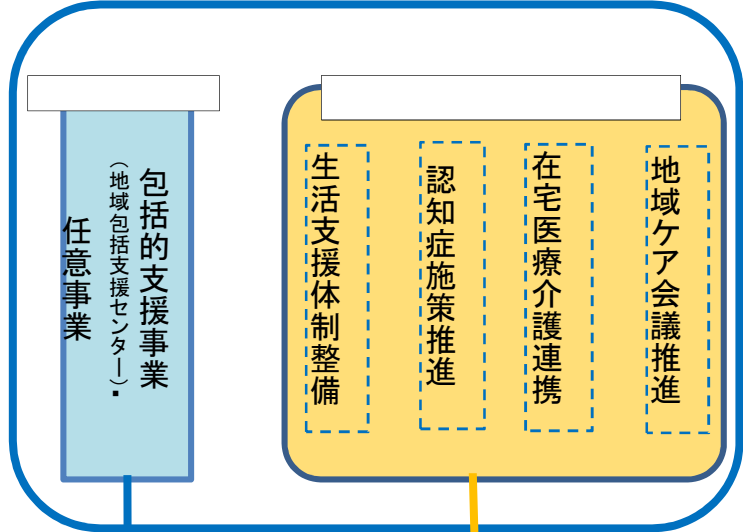 包括的支援事業
（地域包括支援センター）・
任意事業
生活支援体制整備
認知症施策推進
在宅医療介護連携
地域ケア会議推進